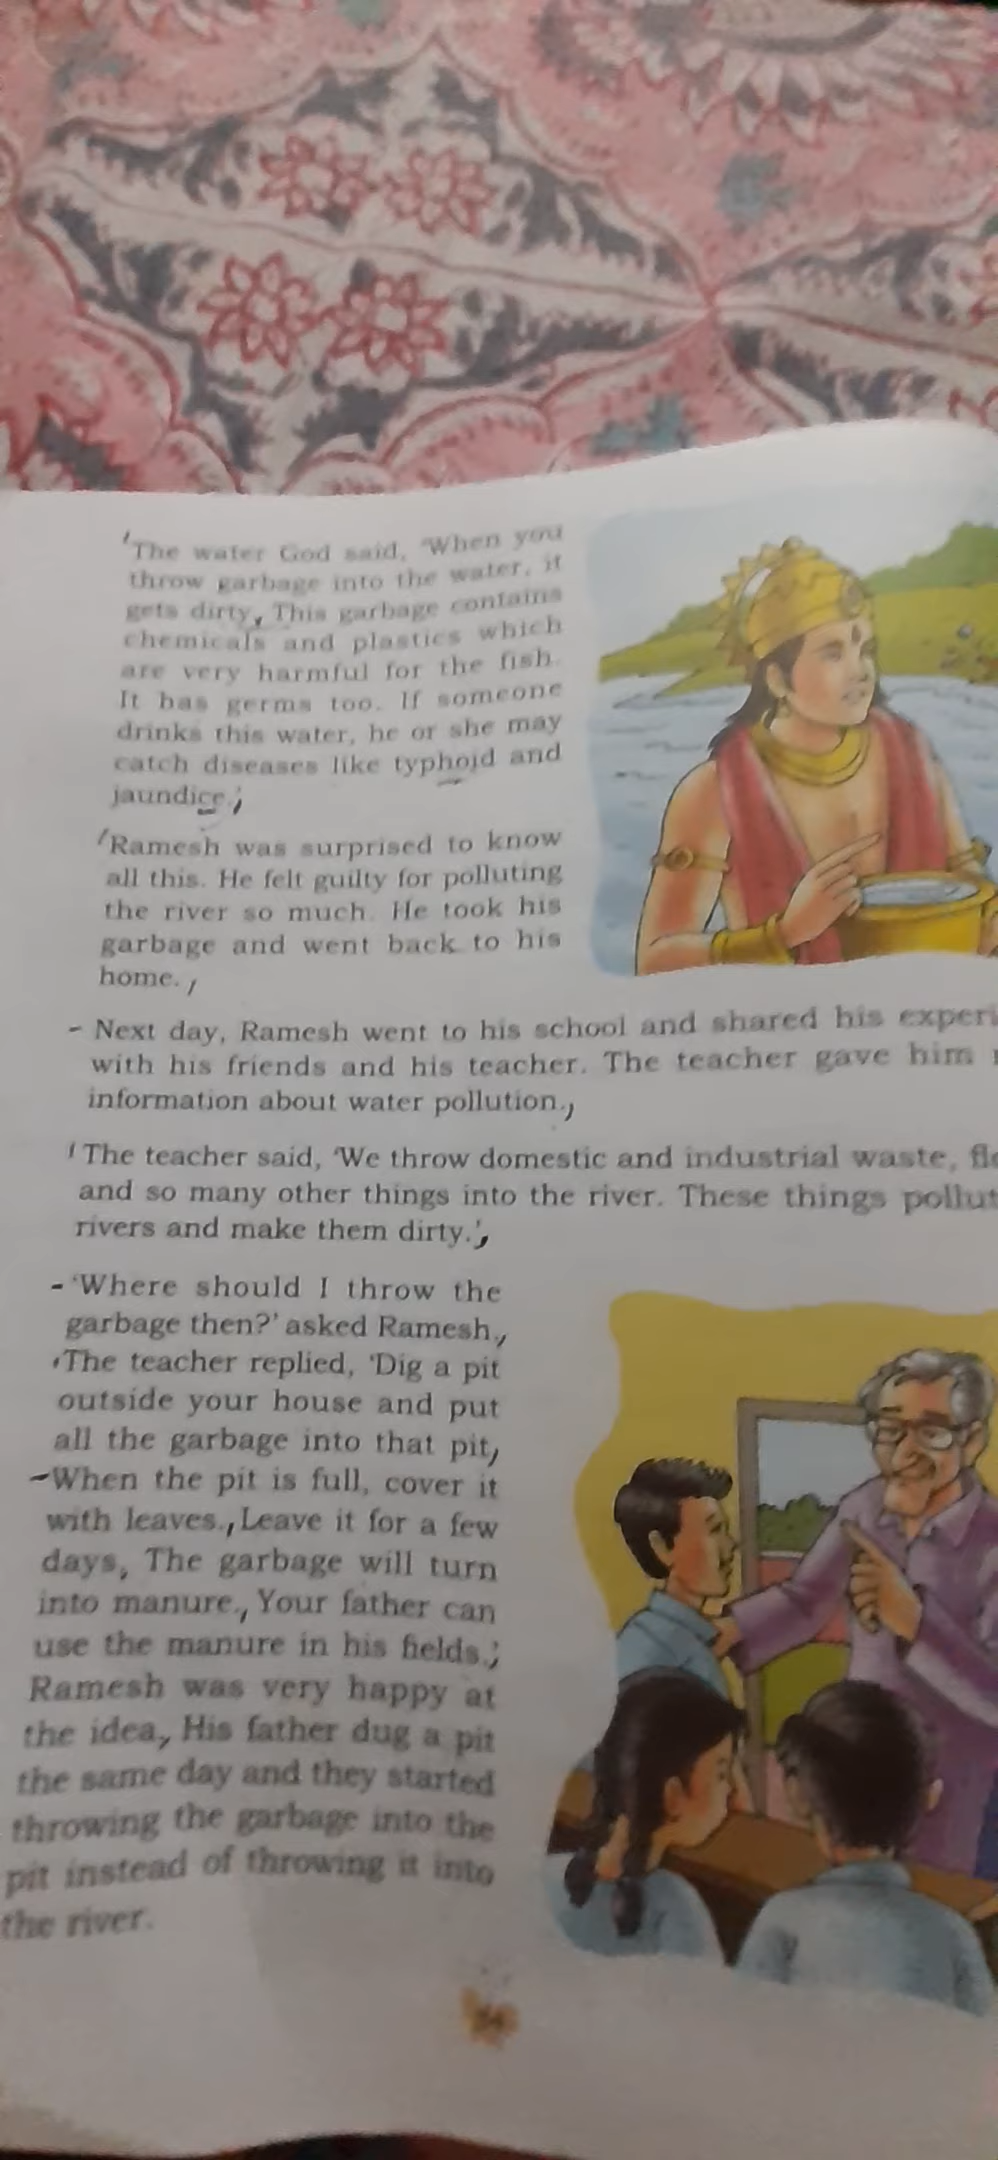 The water God said, 'When you
throw garbage into the water, it
gets dirty. This garbage contains
chemicals and plastics which
are very harmful for the fish.
It has germs too. If someone
drinks this water, he or she may
catch diseases like typhoid and
jaundice.'
Ramesh was surprised to know
all this. He felt guilty for polluting
the river so much. He took his
garbage and went back to his
home.
Next day, Ramesh went to his school and shared his experi
with his friends and his teacher. The teacher gave him
information about water pollution.
The teacher said, 'We throw domestic and industrial waste,
and so many other things into the river. These things pollut
rivers and make them dirty.'
'Where should I throw the
garbage then?' asked Ramesh.
The teacher replied, 'Dig a pit
outside your house and put
all the garbage into that pit.
When the pit is full, cover it
with leaves. Leave it for a few
days. The garbage will turn
into manure. Your father can
use the manure in his fields.'
Ramesh was very happy at
the idea. His father dug a pit
the same day and they started
throwing the garbage into the
pit instead of throwing it into
the river.